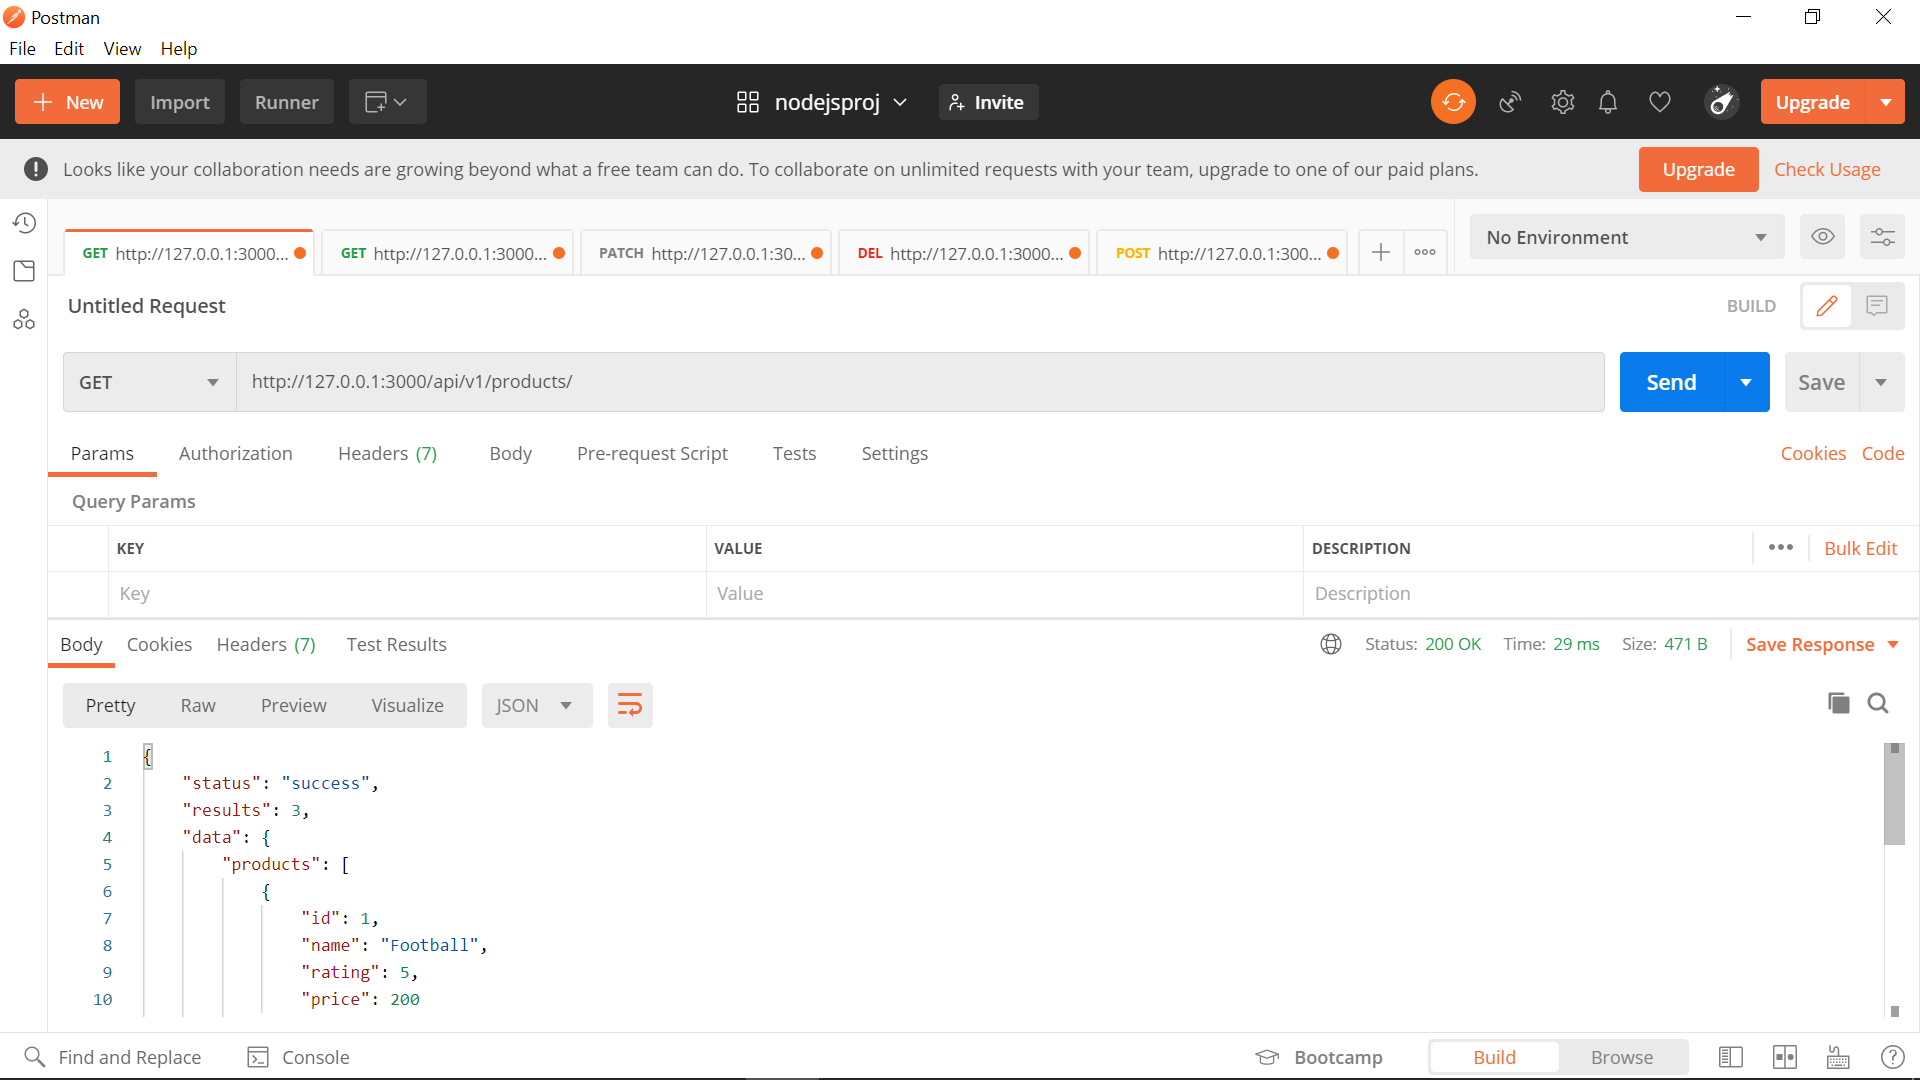 Postman
File Edit View Help
New Import Runner nodejsproj Invite Upgrade
Looks like your collaboration needs are growing beyond what a free team can do. To collaborate on unlimited requests with your team, upgrade to one of our paid plans. Upgrade Check Usage
GET http://127.0.0.1:3000... GET http://127.0.0.1:3000... PATCH http://127.0.0.1:30... DEL http://127.0.0.1:3000... POST http://127.0.0.1:300... No Environment
Untitled Request BUILD
GET http://127.0.0.1:3000/api/v1/products/ Send Save
Params Authorization Headers (7) Body Pre-request Script Tests Settings Cookies Code
Query Params
KEY VALUE DESCRIPTION ••• Bulk Edit
Key Value Description
Body Cookies Headers (7) Test Results Status: 200 OK Time: 29 ms Size: 471 B Save Response
Pretty Raw Preview Visualize JSON
1 {
2 "status": "success",
3 "results": 3,
4 "data": {
5 "products": [
6 {
7 "id": 1,
8 "name": "Football",
9 "rating": 5,
10 "price": 200
Find and Replace Console Bootcamp Build Browse